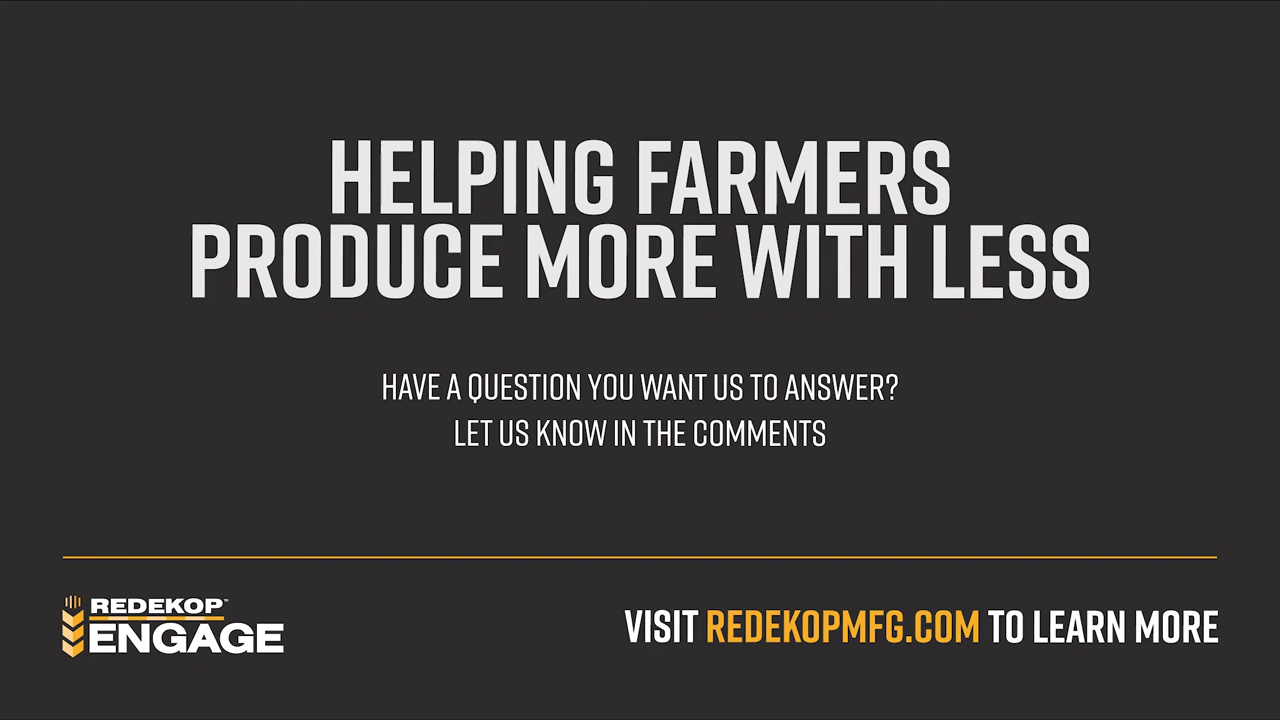 HELPING FARMERS
PRODUCE MORE WITH LESS
HAVE A QUESTION YOU WANT US TO ANSWER?
LET US KNOW IN THE COMMENTS
REDEKOP™
ENGAGE
VISIT REDEKOPMFG.COM TO LEARN MORE